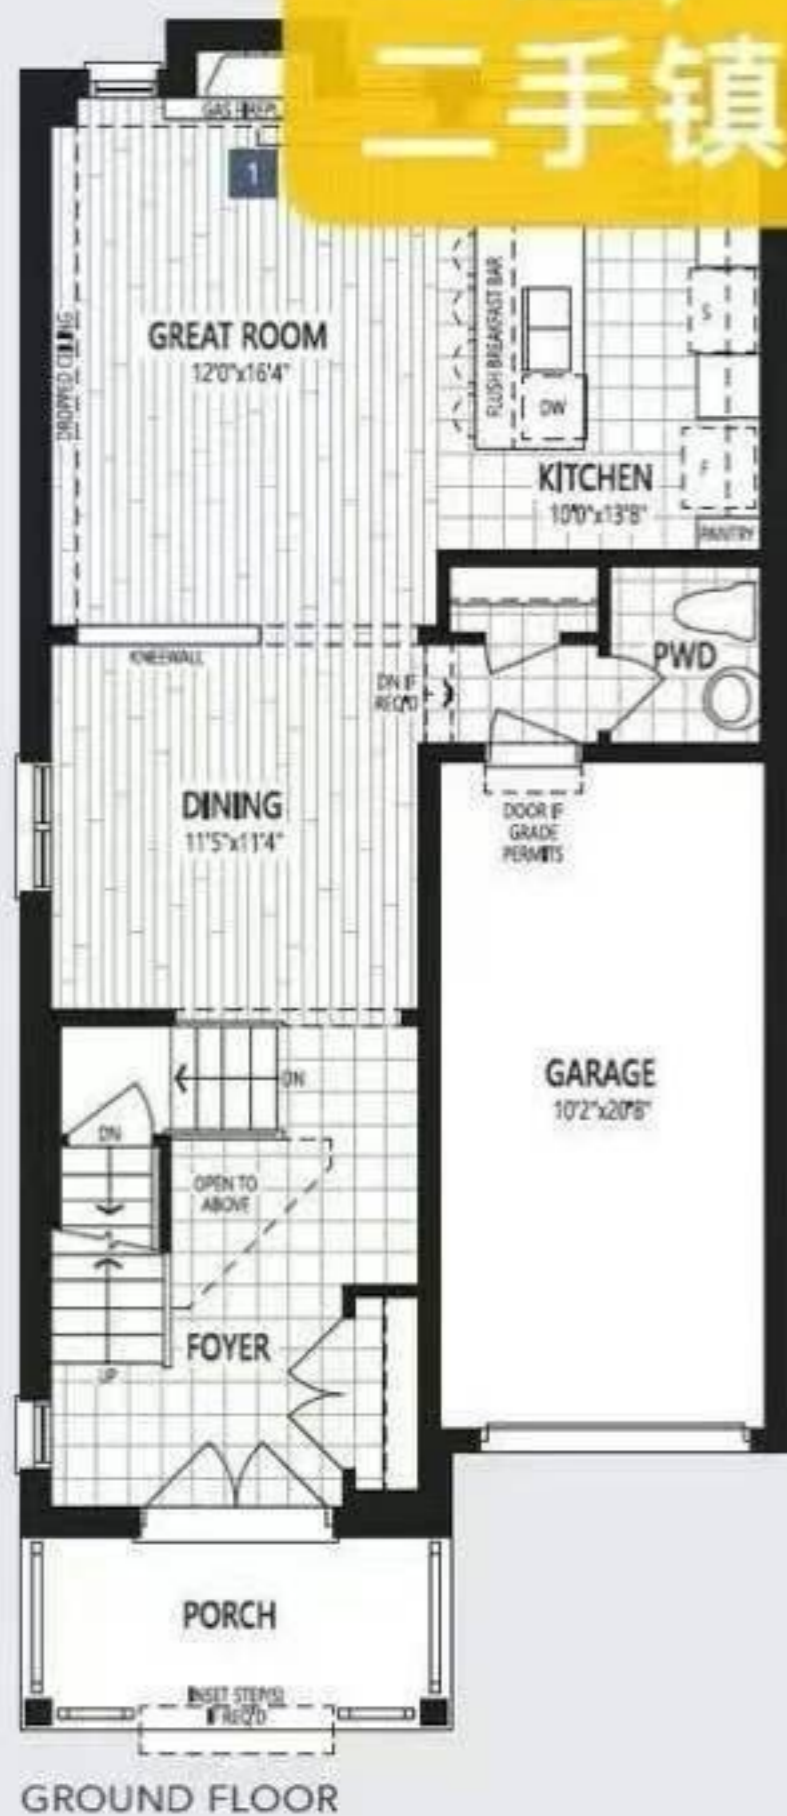 二手镇
GAS FIREPL
1
DROPPED CEILING
GREAT ROOM
12'0"x16'4"
FLUSH BREAKFAST BAR
S
DW
KITCHEN
10'0"x13'8"
F
PANTRY
KNEEWALL
PWD
DN IF
REQ'D
DINING
11'5"x11'4"
DOOR IF
GRADE
PERMITS
GARAGE
10'2"x20'8"
DN
DN
OPEN TO
ABOVE
FOYER
UP
PORCH
INSET STEP(S)
IF REQ'D
GROUND FLOOR